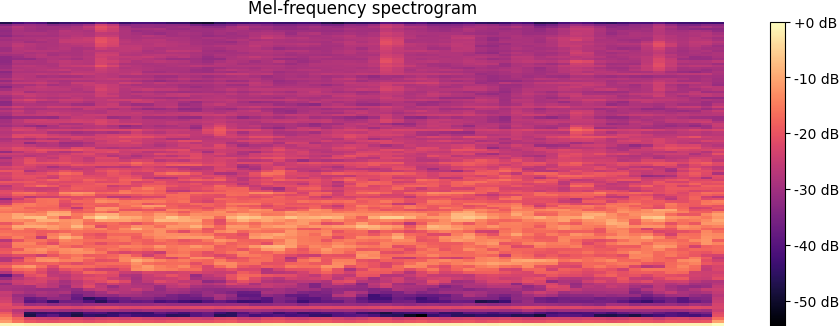 Mel-frequency spectrogram
+0 dB
-10 dB
-20 dB
-30 dB
-40 dB
-50 dB